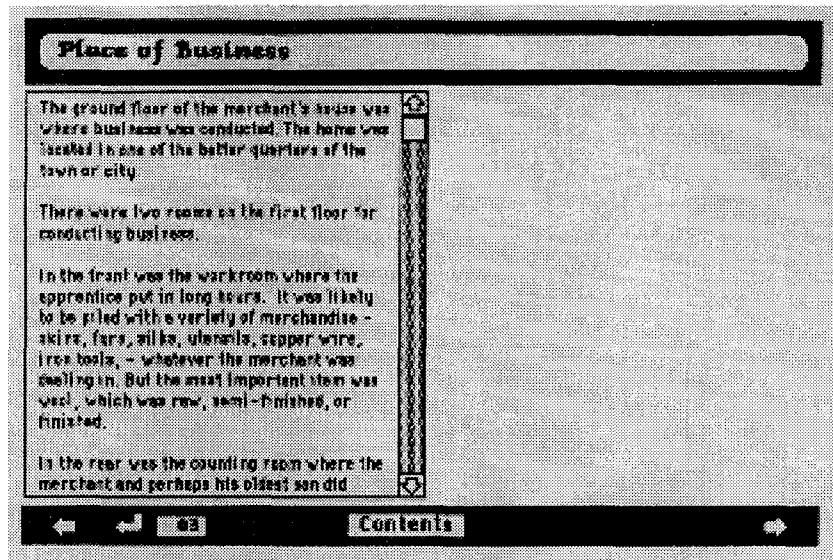 Place of Business
The ground floor of the merchant's house was
where business was conducted. The home was
located in one of the better quarters of the
town or city.
There were two rooms on the first floor for
conducting business.
In the front was the workroom where the
apprentice put in long hours. It was likely
to be piled with a variety of merchandise -
skins, furs, silks, utensils, copper wire,
iron tools, - whatever the merchant was
dealing in. But the most important item was
wool, which was raw, semi-finished, or
finished.
In the rear was the counting room where the
merchant and perhaps his oldest son did
63
Contents